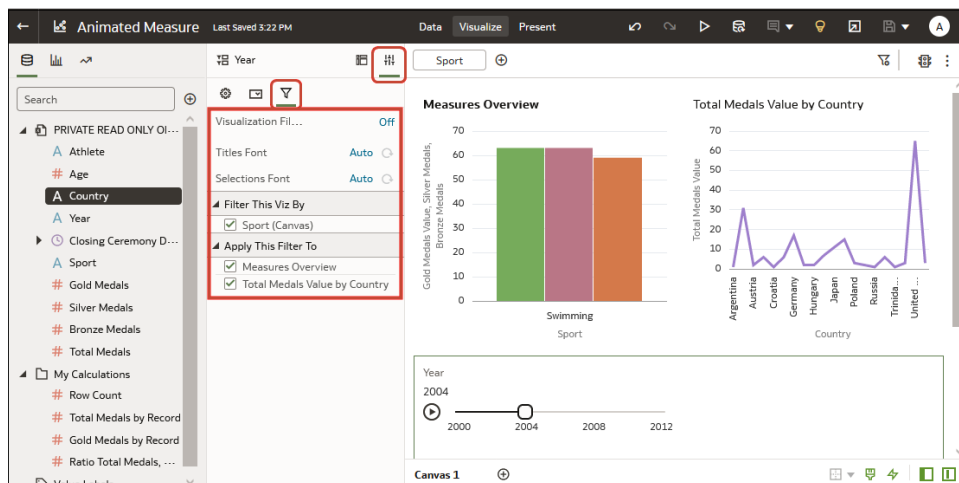 Animated Measure Last Saved 3:22 PM Data Visualize Present A
Search
PRIVATE READ ONLY Ol...
A Athlete
# Age
A Country
A Year
Closing Ceremony D...
A Sport
# Gold Medals
# Silver Medals
# Bronze Medals
# Total Medals
My Calculations
# Row Count
# Total Medals by Record
# Gold Medals by Record
# Ratio Total Medals, ...
Year
Visualization Fil... Off
Titles Font Auto
Selections Font Auto
Filter This Viz By
Sport (Canvas)
Apply This Filter To
Measures Overview
Total Medals Value by Country
Sport
Measures Overview
Gold Medals Value, Silver Medals,
Bronze Medals
70
60
50
40
30
20
10
0
Swimming
Sport
Total Medals Value by Country
Total Medals Value
70
60
50
40
30
20
10
0
Argentina
Austria
Croatia
Germany
Hungary
Japan
Poland
Russia
Trinida...
United ...
Country
Year
2004
2000 2004 2008 2012
Canvas 1